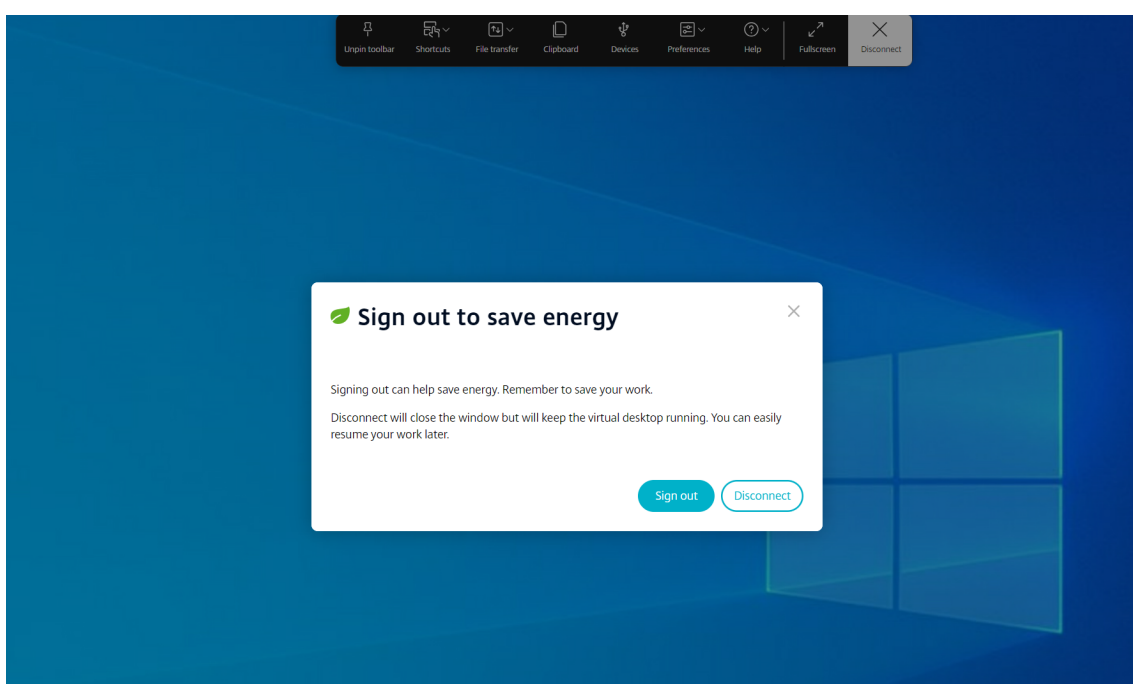 Unpin toolbar Shortcuts File transfer Clipboard Devices Preferences Help Fullscreen Disconnect
Sign out to save energy
Signing out can help save energy. Remember to save your work.
Disconnect will close the window but will keep the virtual desktop running. You can easily
resume your work later.
Sign out Disconnect